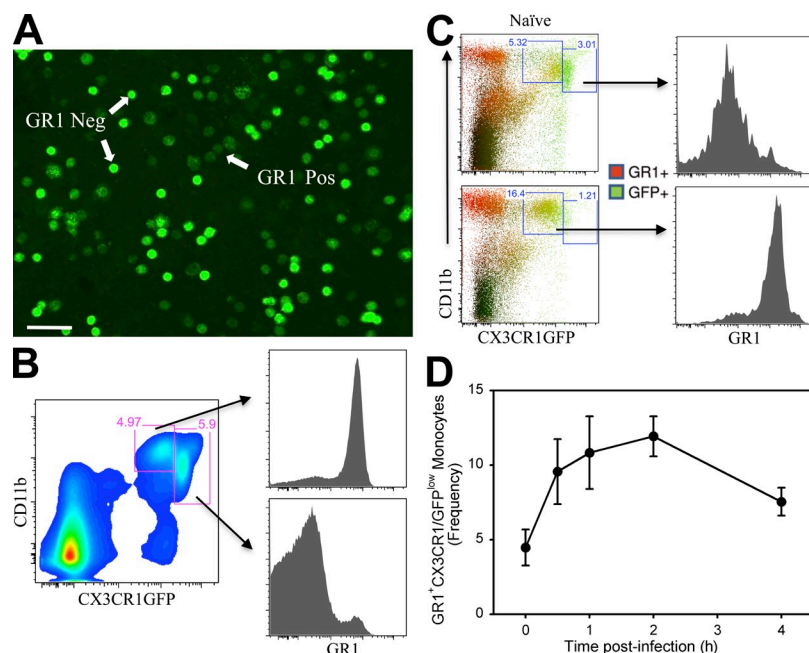 A
GR1 Neg
GR1 Pos
B
4.97
5.9
CD11b
CX3CR1GFP
GR1
C
Naïve
5.32
3.01
GR1+
GFP+
16.4
1.21
CD11b
CX3CR1GFP
GR1
D
15
10
5
0
GR1+CX3CR1/GFPlow Monocytes
(Frequency)
0 1 2 3 4
Time post-infection (h)